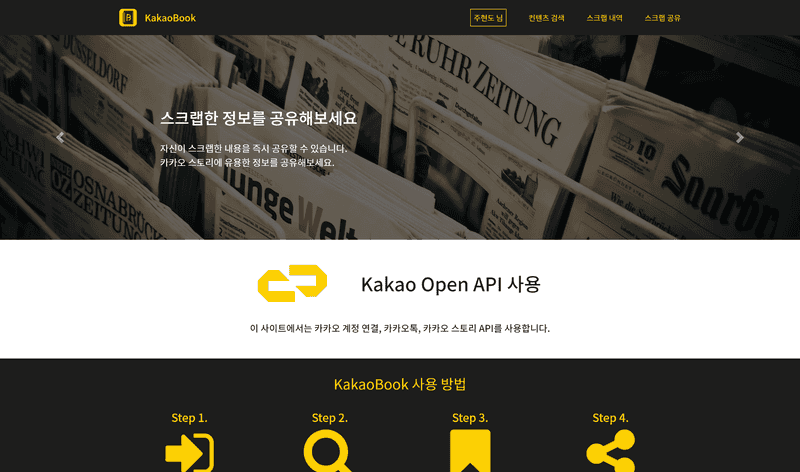 KakaoBook
주현도 님
컨텐츠 검색
스크랩 내역
스크랩 공유
RUHR ZEITUNG
스크랩한 정보를 공유해보세요
자신이 스크랩한 내용을 즉시 공유할 수 있습니다.
카카오 스토리에 유용한 정보를 공유해보세요.
OSNABRÜCKER
ZEITUNG
Junge Welt
Saarbr
Kakao Open API 사용
이 사이트에서는 카카오 계정 연결, 카카오톡, 카카오 스토리 API를 사용합니다.
KakaoBook 사용 방법
Step 1.
Step 2.
Step 3.
Step 4.